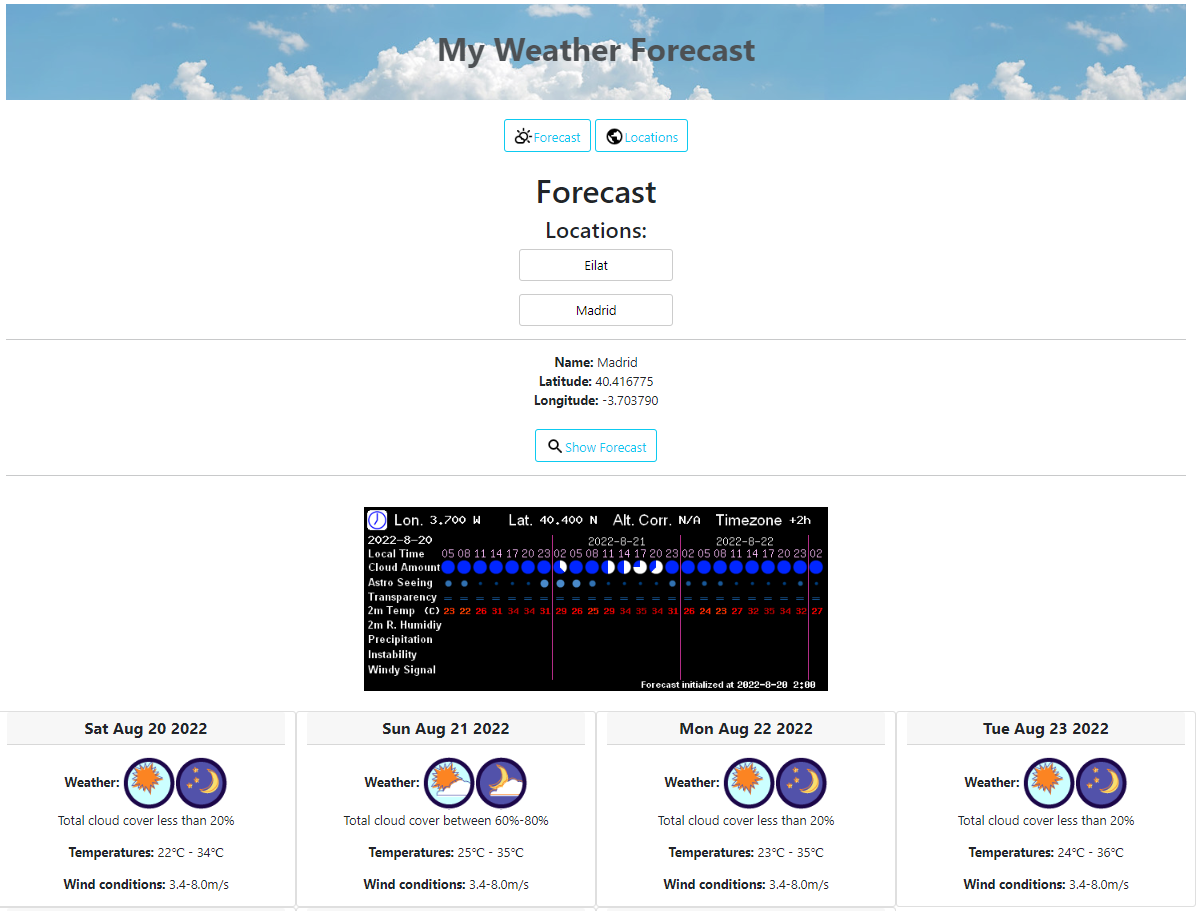 My Weather Forecast
Forecast Locations
Forecast
Locations:
Eilat
Madrid
Name: Madrid
Latitude: 40.416775
Longitude: -3.703790
Show Forecast
Lon. 3.700 W Lat. 40.400 N Alt. Corr. N/A Timezone +2h
2022-8-20 2022-8-21 2022-8-22
Local Time 05 08 11 14 17 20 23 02 05 08 11 14 17 20 23 02 05 08 11 14 17 20 23 02
Cloud Amount
Astro Seeing
Transparency
2m Temp (C) 23 22 26 31 34 34 31 29 26 25 29 34 35 34 31 26 24 23 27 32 35 34 32 27
2m R. Humidiy
Precipitation
Instability
Windy Signal
Forecast initialized at 2022-8-20 2:00
Sat Aug 20 2022
Weather:
Total cloud cover less than 20%
Temperatures: 22°C - 34°C
Wind conditions: 3.4-8.0m/s
Sun Aug 21 2022
Weather:
Total cloud cover between 60%-80%
Temperatures: 25°C - 35°C
Wind conditions: 3.4-8.0m/s
Mon Aug 22 2022
Weather:
Total cloud cover less than 20%
Temperatures: 23°C - 35°C
Wind conditions: 3.4-8.0m/s
Tue Aug 23 2022
Weather:
Total cloud cover less than 20%
Temperatures: 24°C - 36°C
Wind conditions: 3.4-8.0m/s